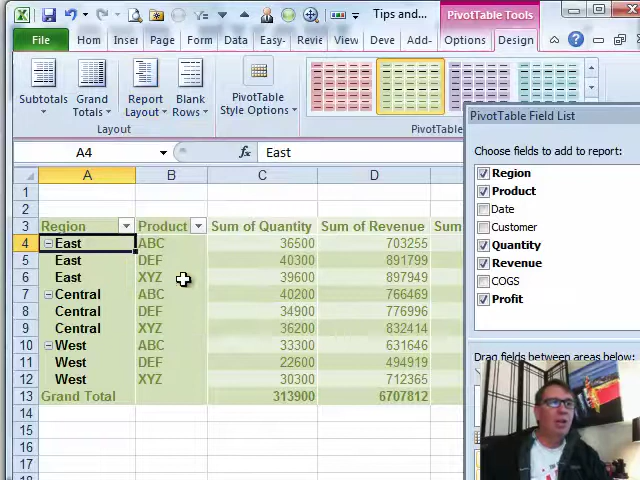 Tips and...
PivotTable Tools
File
Hom
Inser
Page
Form
Data
Easy-
Revie
View
Deve
Add-
Options
Design
Subtotals
Grand Totals
Report Layout
Blank Rows
PivotTable Style Options
Layout
PivotTable
A4
fx
East
PivotTable Field List
Choose fields to add to report:
Region
Product
Date
Customer
Quantity
Revenue
COGS
Profit
Drag fields between areas below:
A B C D
1
2
3 Region Product Sum of Quantity Sum of Revenue Sum
4 East ABC 36500 703255
5 East DEF 40300 891799
6 East XYZ 39600 897949
7 Central ABC 40200 766469
8 Central DEF 34900 776996
9 Central XYZ 36200 832414
10 West ABC 33300 631646
11 West DEF 22600 494919
12 West XYZ 30300 712365
13 Grand Total 313900 6707812
14
15
16
17